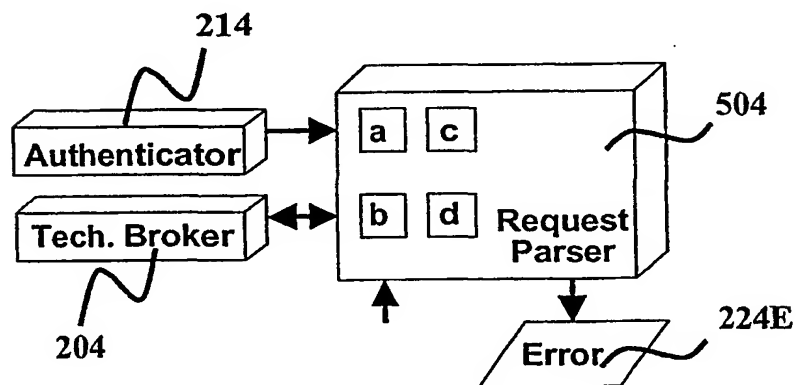 214
504
a c
Authenticator
b d
Tech. Broker
Request
Parser
204
224E
Error